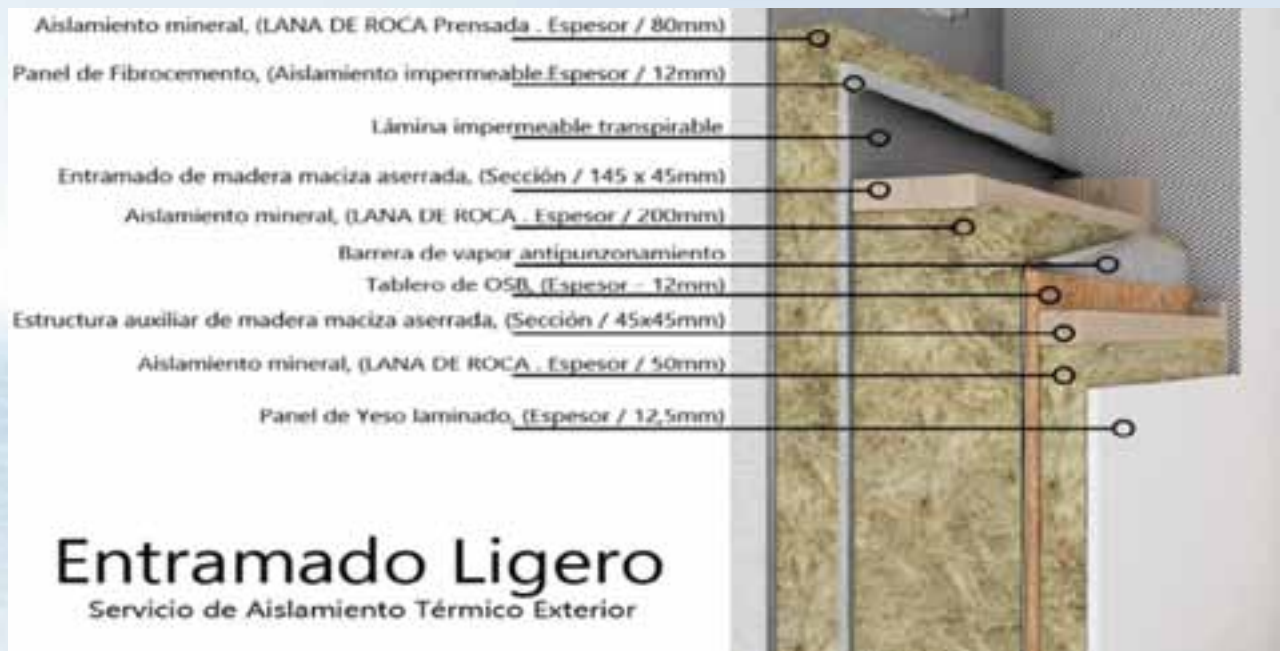 Aislamiento mineral, (LANA DE ROCA Prensada . Espesor / 80mm)
Panel de Fibrocemento, (Aislamiento impermeable.Espesor / 12mm)
Lámina impermeable transpirable
Entramado de madera maciza aserrada, (Sección / 145 x 45mm)
Aislamiento mineral, (LANA DE ROCA . Espesor / 200mm)
Barrera de vapor antipunzonamiento
Tablero de OSB, (Espesor - 12mm)
Estructura auxiliar de madera maciza aserrada, (Sección / 45x45mm)
Aislamiento mineral, (LANA DE ROCA . Espesor / 50mm)
Panel de Yeso laminado, (Espesor / 12,5mm)
Entramado Ligero
Servicio de Aislamiento Térmico Exterior